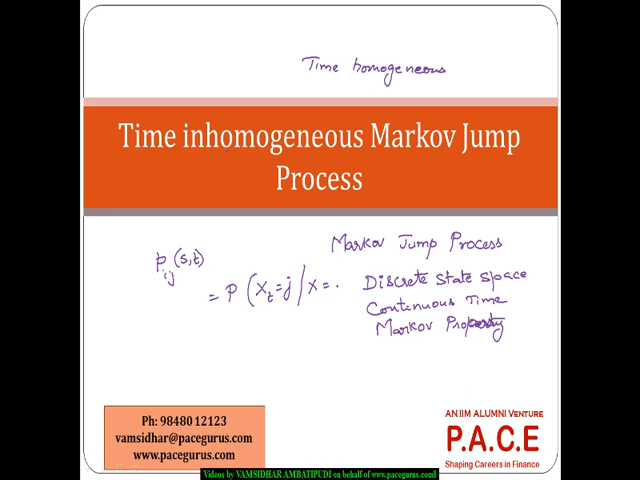 Time homogeneous
Time inhomogeneous Markov Jump
Process
Markov Jump Process
Discrete State Space
Continuous Time
Markov Property
p_ij (s,t)
= P (X_t = j / X = .
Ph: 98480 12123
vamsidhar@pacegurus.com
www.pacegurus.com
AN IIM ALUMNI VENTURE
P.A.C.E
Shaping Careers in Finance
Videos by VAMSIDHAR AMBATIPUDI on behalf of www.pacegurus.com